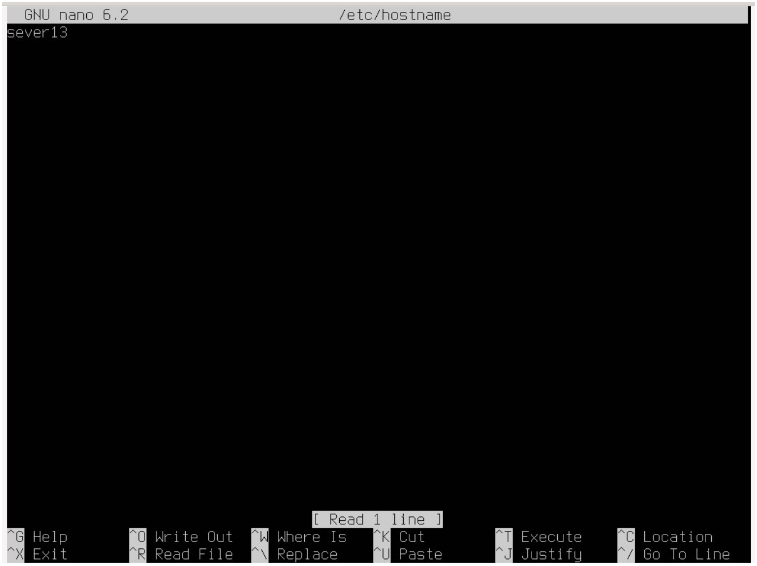 GNU nano 6.2 /etc/hostname
sever13
[ Read 1 line ]
^G Help ^O Write Out ^W Where Is ^K Cut ^T Execute ^C Location
^X Exit ^R Read File ^\ Replace ^U Paste ^J Justify ^/ Go To Line